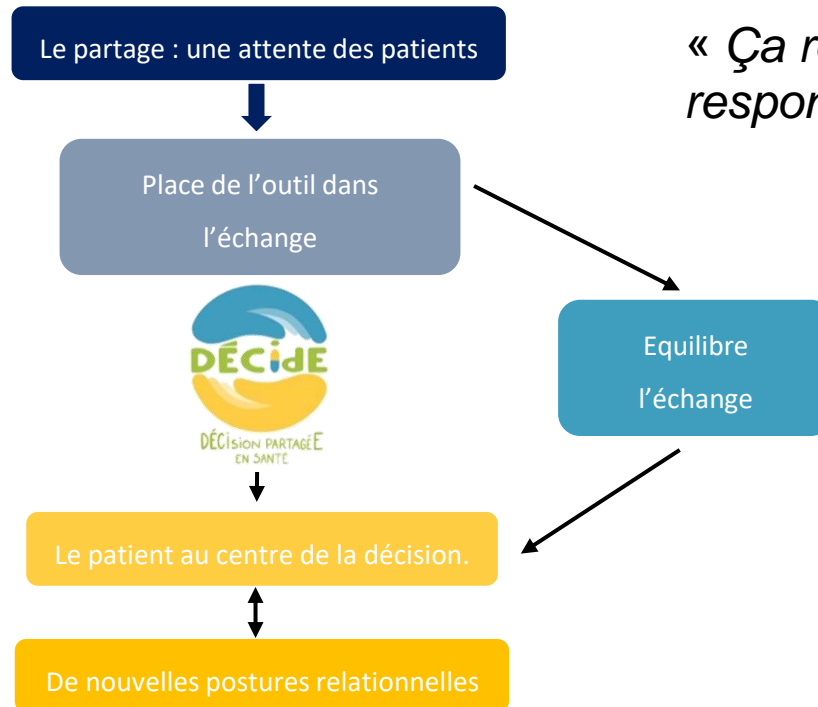 Le partage : une attente des patients
« Ça
Place de l’outil dans
l’échange
DÉCidE
DÉCISION PARTAGÉE
EN SANTÉ
Equilibre
l’échange
Le patient au centre de la décision.
De nouvelles postures relationnelles